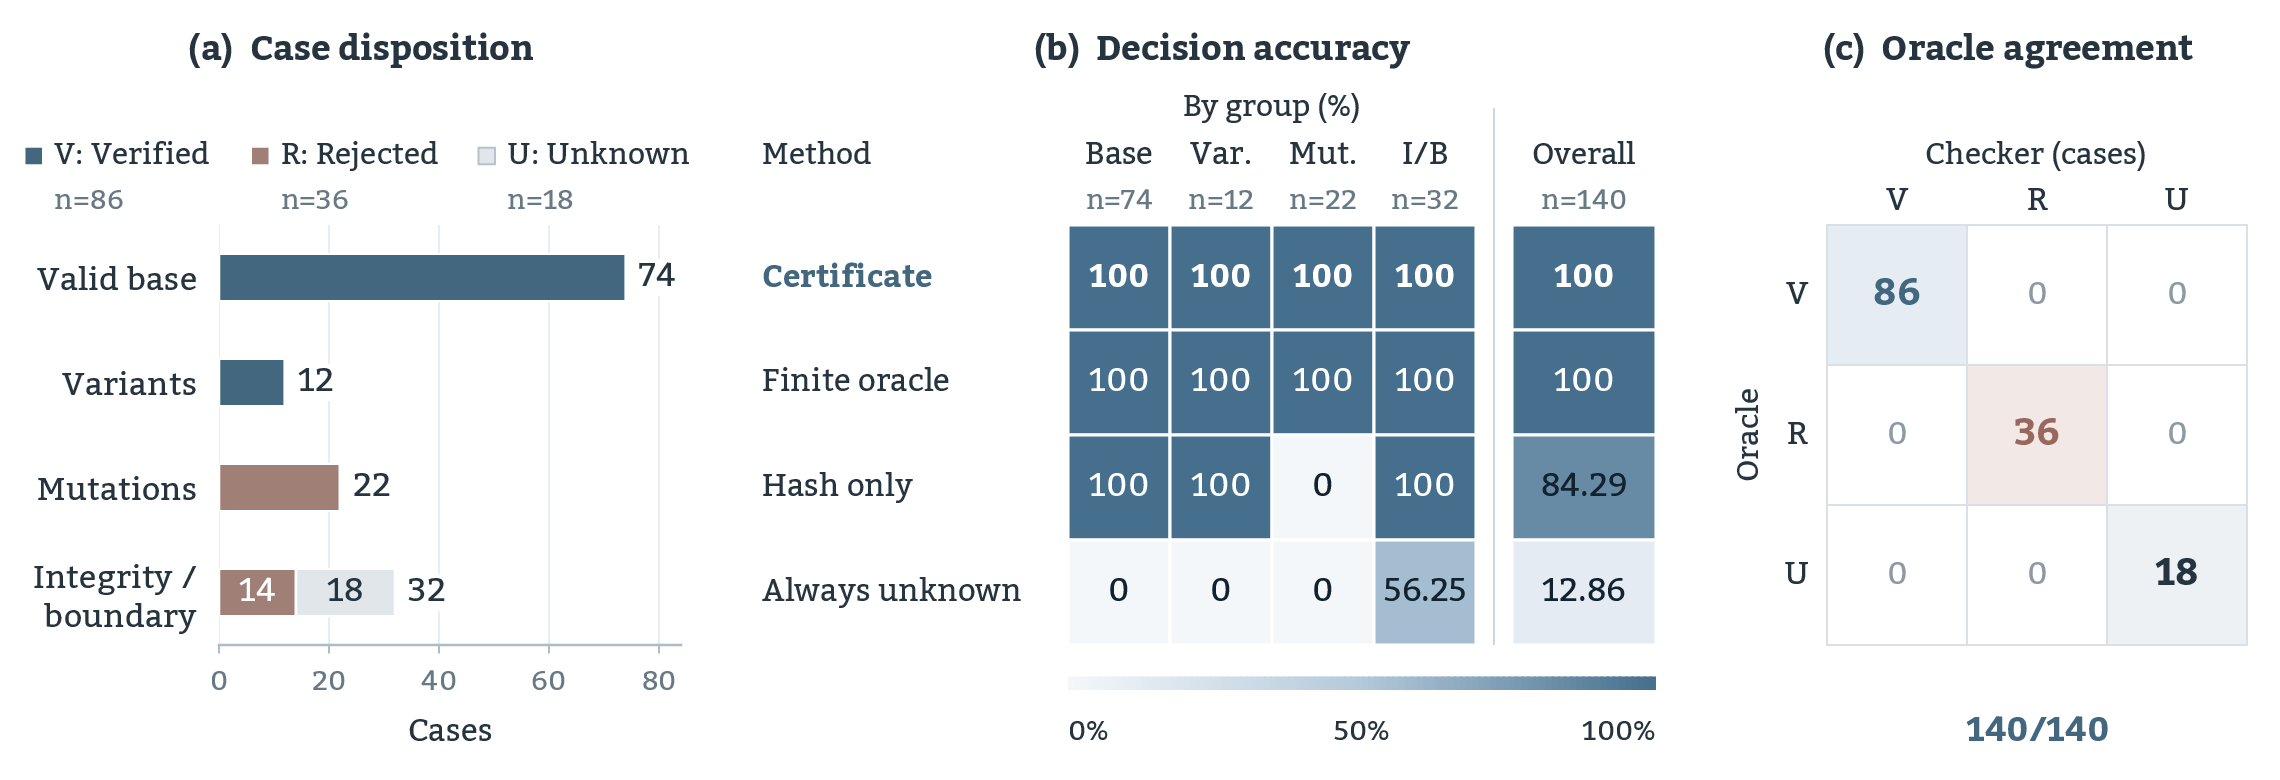 (a) Case disposition
V: Verified R: Rejected U: Unknown
n=86 n=36 n=18
Valid base 74
Variants 12
Mutations 22
Integrity / boundary 14 18 32
0 20 40 60 80
Cases
(b) Decision accuracy
By group (%)
Method Base Var. Mut. I/B Overall
n=74 n=12 n=22 n=32 n=140
Certificate 100 100 100 100 100
Finite oracle 100 100 100 100 100
Hash only 100 100 0 100 84.29
Always unknown 0 0 0 56.25 12.86
0% 50% 100%
(c) Oracle agreement
Checker (cases)
V R U
Oracle
V 86 0 0
R 0 36 0
U 0 0 18
140/140